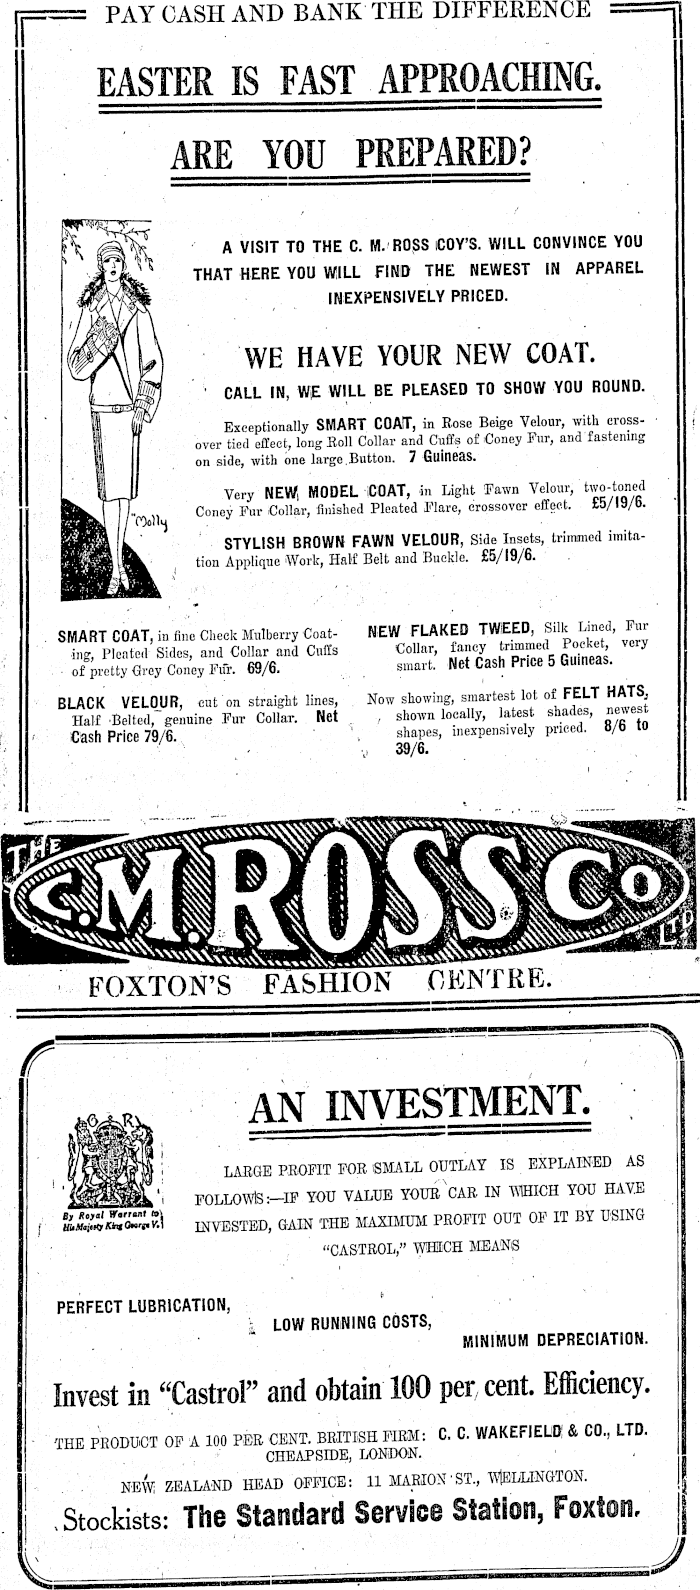 PAY CASH AND BANK THE DIFFERENCE
EASTER IS FAST APPROACHING.
ARE YOU PREPARED?
A VISIT TO THE C. M. ROSS COY'S. WILL CONVINCE YOU
THAT HERE YOU WILL FIND THE NEWEST IN APPAREL
INEXPENSIVELY PRICED.
WE HAVE YOUR NEW COAT.
CALL IN, WE WILL BE PLEASED TO SHOW YOU ROUND.
Exceptionally SMART COAT, in Rose Beige Velour, with cross-
over tied effect, long Roll Collar and Cuffs of Coney Fur, and fastening
on side, with one large Button. 7 Guineas.
Very NEW MODEL COAT, in Light Fawn Velour, two-toned
Coney Fur Collar, finished Pleated Flare, crossover effect. £5/19/6.
"Molly
STYLISH BROWN FAWN VELOUR, Side Insets, trimmed imita-
tion Applique Work, Half Belt and Buckle. £5/19/6.
SMART COAT, in fine Check Mulberry Coat-
ing, Pleated Sides, and Collar and Cuffs
of pretty Grey Coney Fur. 69/6.
BLACK VELOUR, cut on straight lines,
Half Belted, genuine Fur Collar. Net
Cash Price 79/6.
NEW FLAKED TWEED, Silk Lined, Fur
Collar, fancy trimmed Pocket, very
smart. Net Cash Price 5 Guineas.
Now showing, smartest lot of FELT HATS,
shown locally, latest shades, newest
shapes, inexpensively priced. 8/6 to
39/6.
THE
C.M.ROSS Co
LTD
FOXTON'S FASHION CENTRE.
AN INVESTMENT.
G R
By Royal Warrant to
His Majesty King George V.
LARGE PROFIT FOR SMALL OUTLAY IS EXPLAINED AS
FOLLOWS:—IF YOU VALUE YOUR CAR IN WHICH YOU HAVE
INVESTED, GAIN THE MAXIMUM PROFIT OUT OF IT BY USING
"CASTROL," WHICH MEANS
PERFECT LUBRICATION,
LOW RUNNING COSTS,
MINIMUM DEPRECIATION.
Invest in "Castrol" and obtain 100 per cent. Efficiency.
THE PRODUCT OF A 100 PER CENT. BRITISH FIRM: C. C. WAKEFIELD & CO., LTD.
CHEAPSIDE, LONDON.
NEW ZEALAND HEAD OFFICE: 11 MARION ST., WELLINGTON.
Stockists: The Standard Service Station, Foxton.